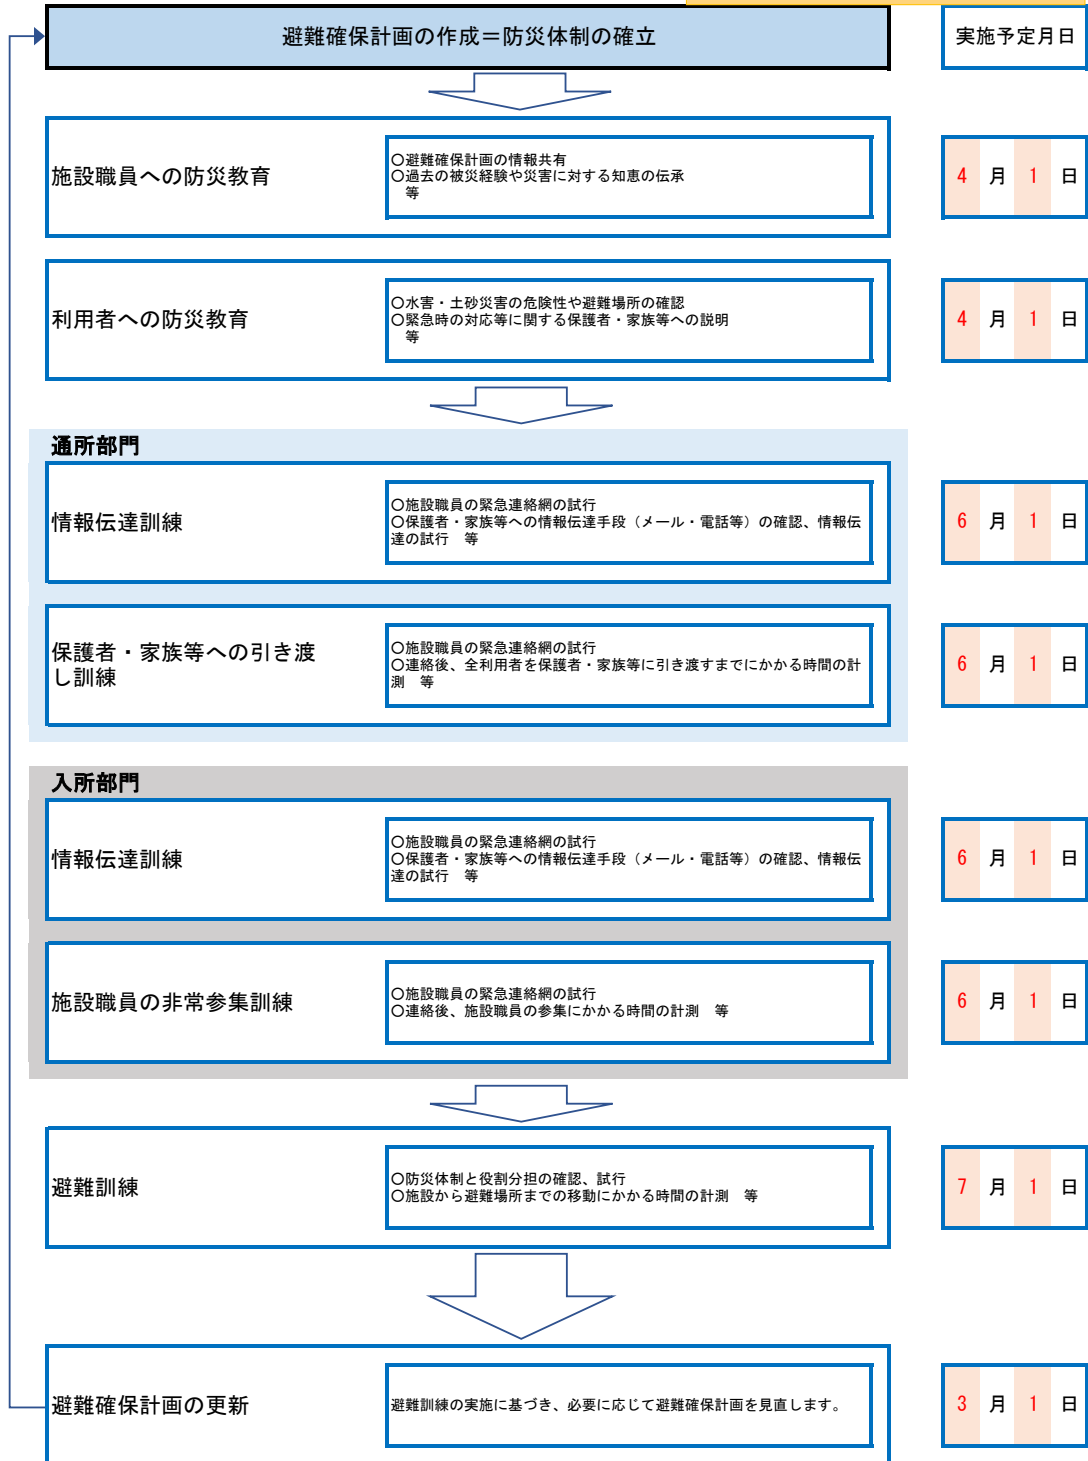 避難確保計画の作成＝防災体制の確立
実施予定月日
施設職員への防災教育
○避難確保計画の情報共有
○過去の被災経験や災害に対する知恵の伝承
等
4 月 1 日
利用者への防災教育
○水害・土砂災害の危険性や避難場所の確認
○緊急時の対応等に関する保護者・家族等への説明
等
4 月 1 日
通所部門
情報伝達訓練
○施設職員の緊急連絡網の試行
○保護者・家族等への情報伝達手段（メール・電話等）の確認、情報伝
達の試行　等
6 月 1 日
保護者・家族等への引き渡
し訓練
○施設職員の緊急連絡網の試行
○連絡後、全利用者を保護者・家族等に引き渡すまでにかかる時間の計
測　等
6 月 1 日
入所部門
情報伝達訓練
○施設職員の緊急連絡網の試行
○保護者・家族等への情報伝達手段（メール・電話等）の確認、情報伝
達の試行　等
6 月 1 日
施設職員の非常参集訓練
○施設職員の緊急連絡網の試行
○連絡後、施設職員の参集にかかる時間の計測　等
6 月 1 日
避難訓練
○防災体制と役割分担の確認、試行
○施設から避難場所までの移動にかかる時間の計測　等
7 月 1 日
避難確保計画の更新
避難訓練の実施に基づき、必要に応じて避難確保計画を見直します。
3 月 1 日